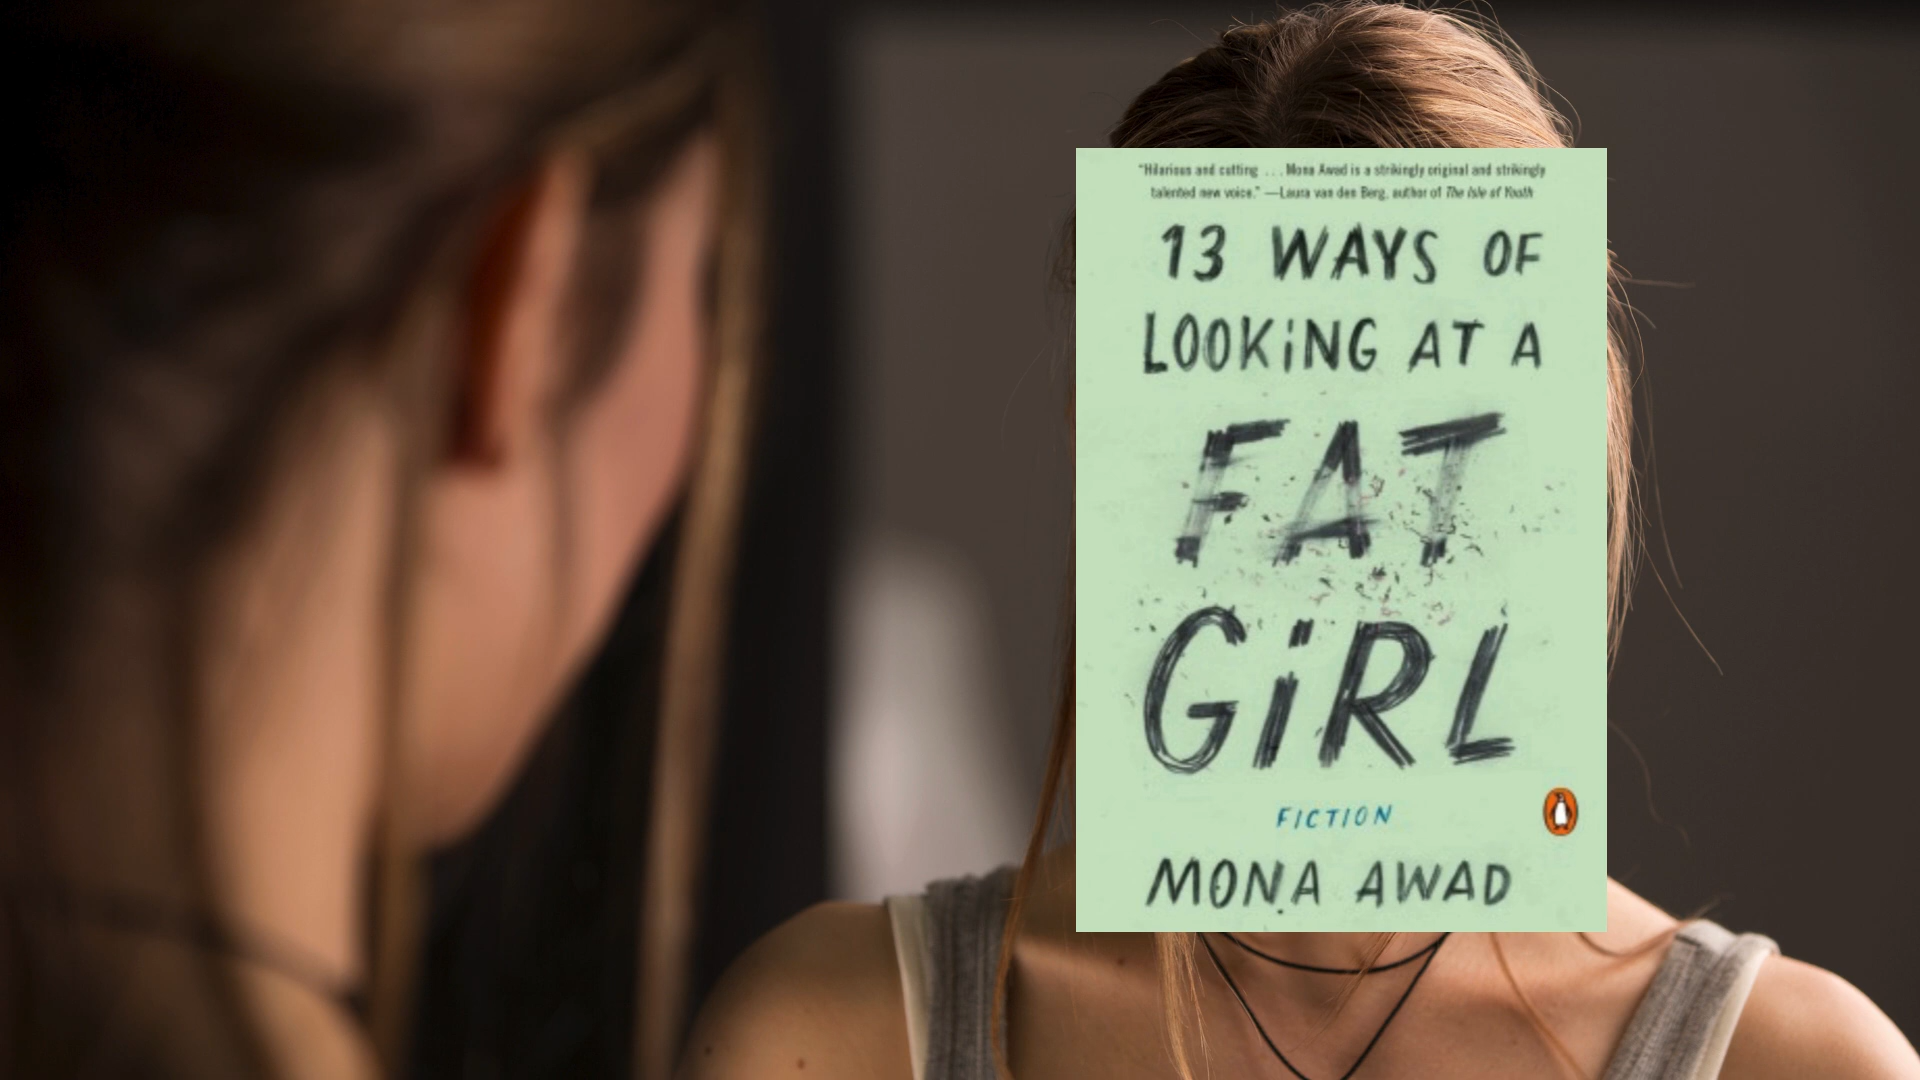 "Hilarious and cutting . . . Mona Awad is a strikingly original and strikingly
talented new voice." —Laura van den Berg, author of The Isle of Youth
13 WAYS OF
LOOKiNG AT A
FAT
GiRL
FICTION
MONA AWAD